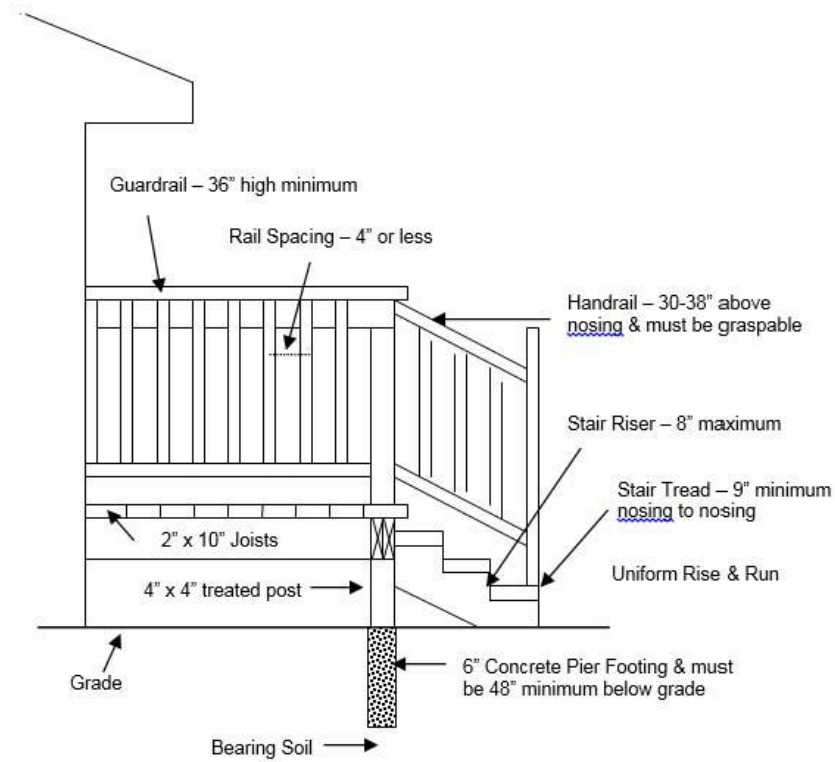 Guardrail – 36” high minimum
Rail Spacing – 4” or less
Handrail – 30-38” above
nosing & must be graspable
Stair Riser – 8” maximum
Stair Tread – 9” minimum
nosing to nosing
2” x 10” Joists
Uniform Rise & Run
4” x 4” treated post
6” Concrete Pier Footing & must
be 48” minimum below grade
Grade
Bearing Soil